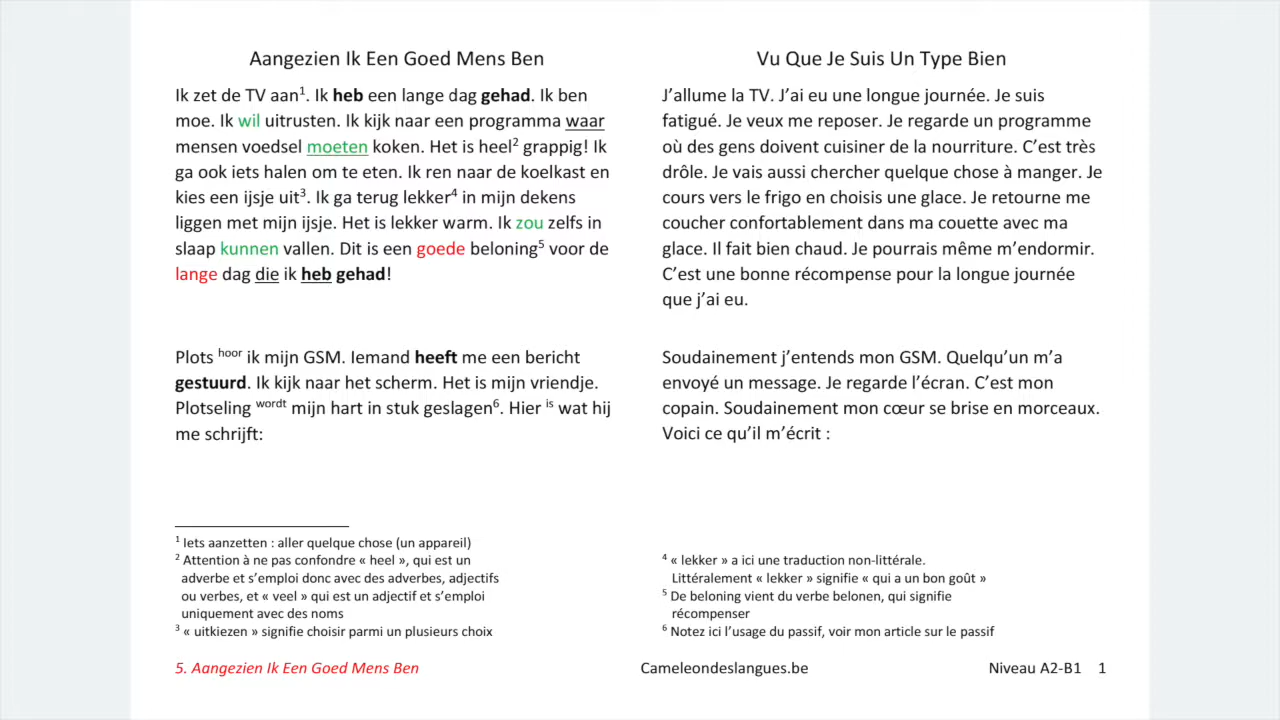 Aangezien Ik Een Goed Mens Ben
Ik zet de TV aan¹. Ik heb een lange dag gehad. Ik ben
moe. Ik wil uitrusten. Ik kijk naar een programma waar
mensen voedsel moeten koken. Het is heel² grappig! Ik
ga ook iets halen om te eten. Ik ren naar de koelkast en
kies een ijsje uit³. Ik ga terug lekker⁴ in mijn dekens
liggen met mijn ijsje. Het is lekker warm. Ik zou zelfs in
slaap kunnen vallen. Dit is een goede beloning⁵ voor de
lange dag die ik heb gehad!
Plots hoor ik mijn GSM. Iemand heeft me een bericht
gestuurd. Ik kijk naar het scherm. Het is mijn vriendje.
Plotseling wordt mijn hart in stuk geslagen⁶. Hier is wat hij
me schrijft:
¹ Iets aanzetten : aller quelque chose (un appareil)
² Attention à ne pas confondre « heel », qui est un
adverbe et s’emploi donc avec des adverbes, adjectifs
ou verbes, et « veel » qui est un adjectif et s’emploi
uniquement avec des noms
³ « uitkiezen » signifie choisir parmi un plusieurs choix
Vu Que Je Suis Un Type Bien
J’allume la TV. J’ai eu une longue journée. Je suis
fatigué. Je veux me reposer. Je regarde un programme
où des gens doivent cuisiner de la nourriture. C’est très
drôle. Je vais aussi chercher quelque chose à manger. Je
cours vers le frigo en choisis une glace. Je retourne me
coucher confortablement dans ma couette avec ma
glace. Il fait bien chaud. Je pourrais même m’endormir.
C’est une bonne récompense pour la longue journée
que j’ai eu.
Soudainement j’entends mon GSM. Quelqu’un m’a
envoyé un message. Je regarde l’écran. C’est mon
copain. Soudainement mon cœur se brise en morceaux.
Voici ce qu’il m’écrit :
⁴ « lekker » a ici une traduction non-littérale.
Littéralement « lekker » signifie « qui a un bon goût »
⁵ De beloning vient du verbe belonen, qui signifie
récompenser
⁶ Notez ici l’usage du passif, voir mon article sur le passif
5. Aangezien Ik Een Goed Mens Ben
Cameleondeslangues.be
Niveau A2-B1 1